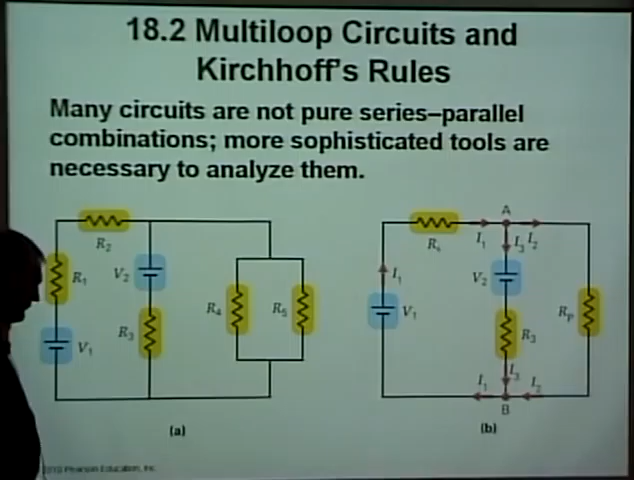 18.2 Multiloop Circuits and
Kirchhoff's Rules
Many circuits are not pure series–parallel
combinations; more sophisticated tools are
necessary to analyze them.
R₂
R₁
V₂
R₃
V₁
R₄
R₅
(a)
A
Rₛ
I₁
I₃
I₂
I₁
V₂
V₁
R₃
Rₚ
I₃
I₁
I₂
B
(b)
2010 Pearson Education, Inc.